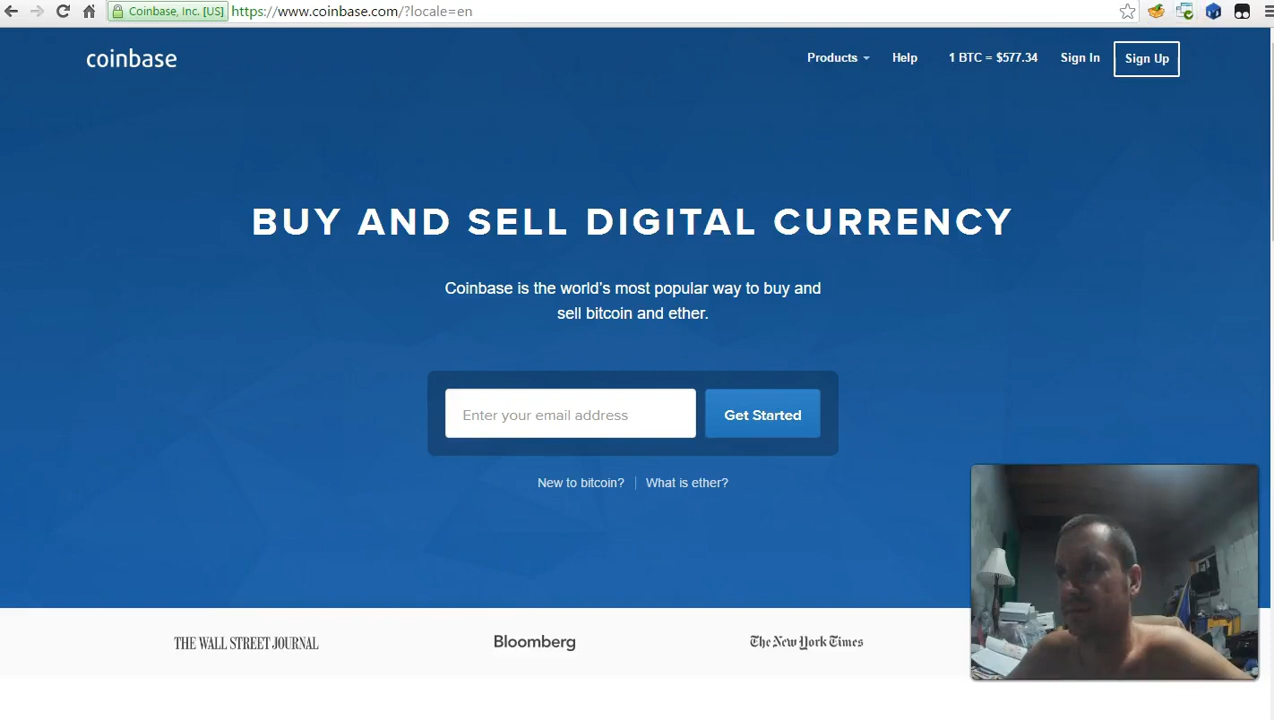 Coinbase, Inc. [US]
https://www.coinbase.com/?locale=en
coinbase
Products
Help
1 BTC = $577.34
Sign In
Sign Up
BUY AND SELL DIGITAL CURRENCY
Coinbase is the world's most popular way to buy and
sell bitcoin and ether.
Enter your email address
Get Started
New to bitcoin?
What is ether?
THE WALL STREET JOURNAL
Bloomberg
The New York Times